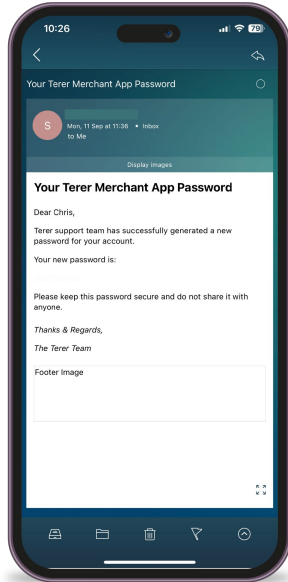 10:26
79
Your Terer Merchant App Password
S
Mon, 11 Sep at 11:36 • Inbox
to Me
Display images
Your Terer Merchant App Password
Dear Chris,
Terer support team has successfully generated a new
password for your account.
Your new password is:
Please keep this password secure and do not share it with
anyone.
Thanks & Regards,
The Terer Team
Footer Image